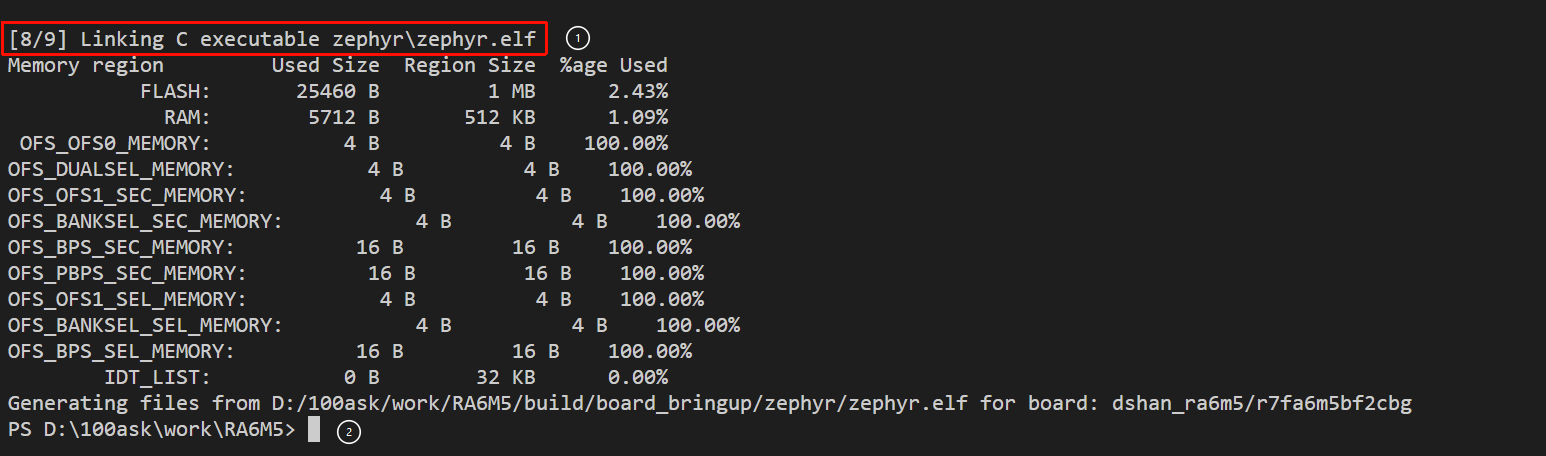 [8/9] Linking C executable zephyr\zephyr.elf 1
Memory region Used Size Region Size %age Used
FLASH: 25460 B 1 MB 2.43%
RAM: 5712 B 512 KB 1.09%
OFS_OFS0_MEMORY: 4 B 4 B 100.00%
OFS_DUALSEL_MEMORY: 4 B 4 B 100.00%
OFS_OFS1_SEC_MEMORY: 4 B 4 B 100.00%
OFS_BANKSEL_SEC_MEMORY: 4 B 4 B 100.00%
OFS_BPS_SEC_MEMORY: 16 B 16 B 100.00%
OFS_PBPS_SEC_MEMORY: 16 B 16 B 100.00%
OFS_OFS1_SEL_MEMORY: 4 B 4 B 100.00%
OFS_BANKSEL_SEL_MEMORY: 4 B 4 B 100.00%
OFS_BPS_SEL_MEMORY: 16 B 16 B 100.00%
IDT_LIST: 0 B 32 KB 0.00%
Generating files from D:/100ask/work/RA6M5/build/board_bringup/zephyr/zephyr.elf for board: dshan_ra6m5/r7fa6m5bf2cbg
PS D:\100ask\work\RA6M5> 2